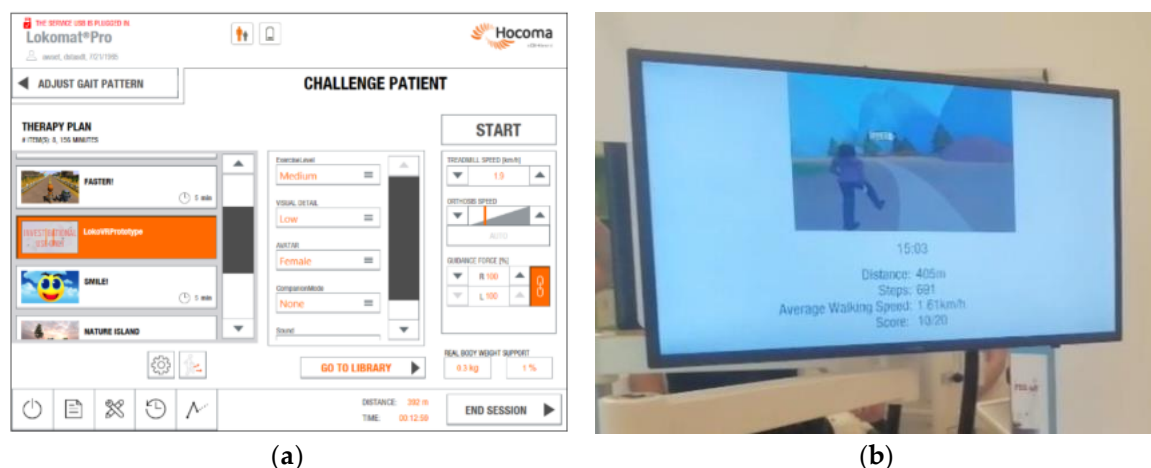 THE SERVICE USB IS PLUGGED IN
Lokomat®Pro
Hocoma
ADJUST GAIT PATTERN
CHALLENGE PATIENT
THERAPY PLAN
START
FASTER!
5 min
LokoVRPrototype
SMILE!
5 min
NATURE ISLAND
ExerciseLevel
Medium
VISUAL DETAIL
Low
AVATAR
Female
CompanionMode
None
Sound
TREADMILL SPEED [km/h]
1.9
ORTHOSIS SPEED
AUTO
GUIDANCE FORCE [%]
R 100
L 100
GO TO LIBRARY
REAL BODY WEIGHT SUPPORT
0.3 kg
1 %
DISTANCE: 392 m
TIME: 00:12:59
END SESSION
(a)
15:03
Distance: 405m
Steps: 691
Average Walking Speed: 1.61km/h
Score: 10/20
(b)